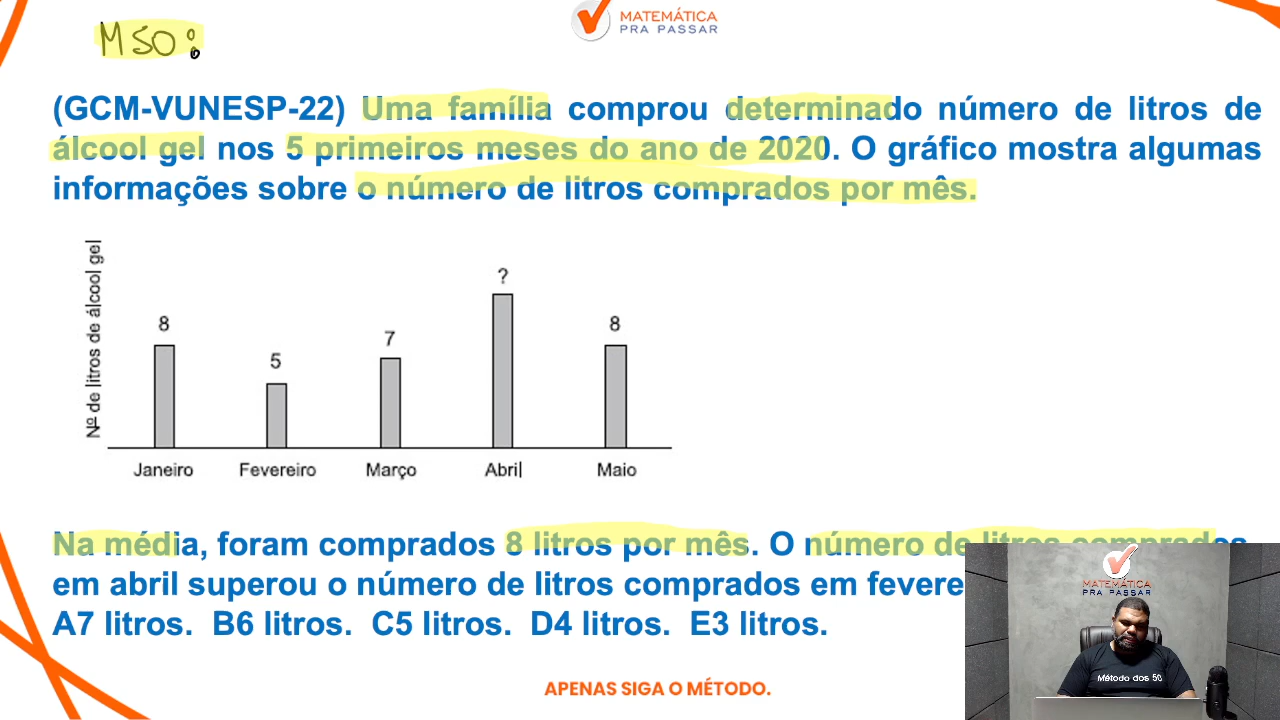 M50:
MATEMÁTICA
PRA PASSAR
(GCM-VUNESP-22) Uma família comprou determinado número de litros de
álcool gel nos 5 primeiros meses do ano de 2020. O gráfico mostra algumas
informações sobre o número de litros comprados por mês.
Nº de litros de álcool gel
8
5
7
?
8
Janeiro Fevereiro Março Abril Maio
Na média, foram comprados 8 litros por mês. O número de litros comprados
em abril superou o número de litros comprados em fevere
A7 litros. B6 litros. C5 litros. D4 litros. E3 litros.
MATEMÁTICA
PRA PASSAR
Método dos 50
APENAS SIGA O MÉTODO.